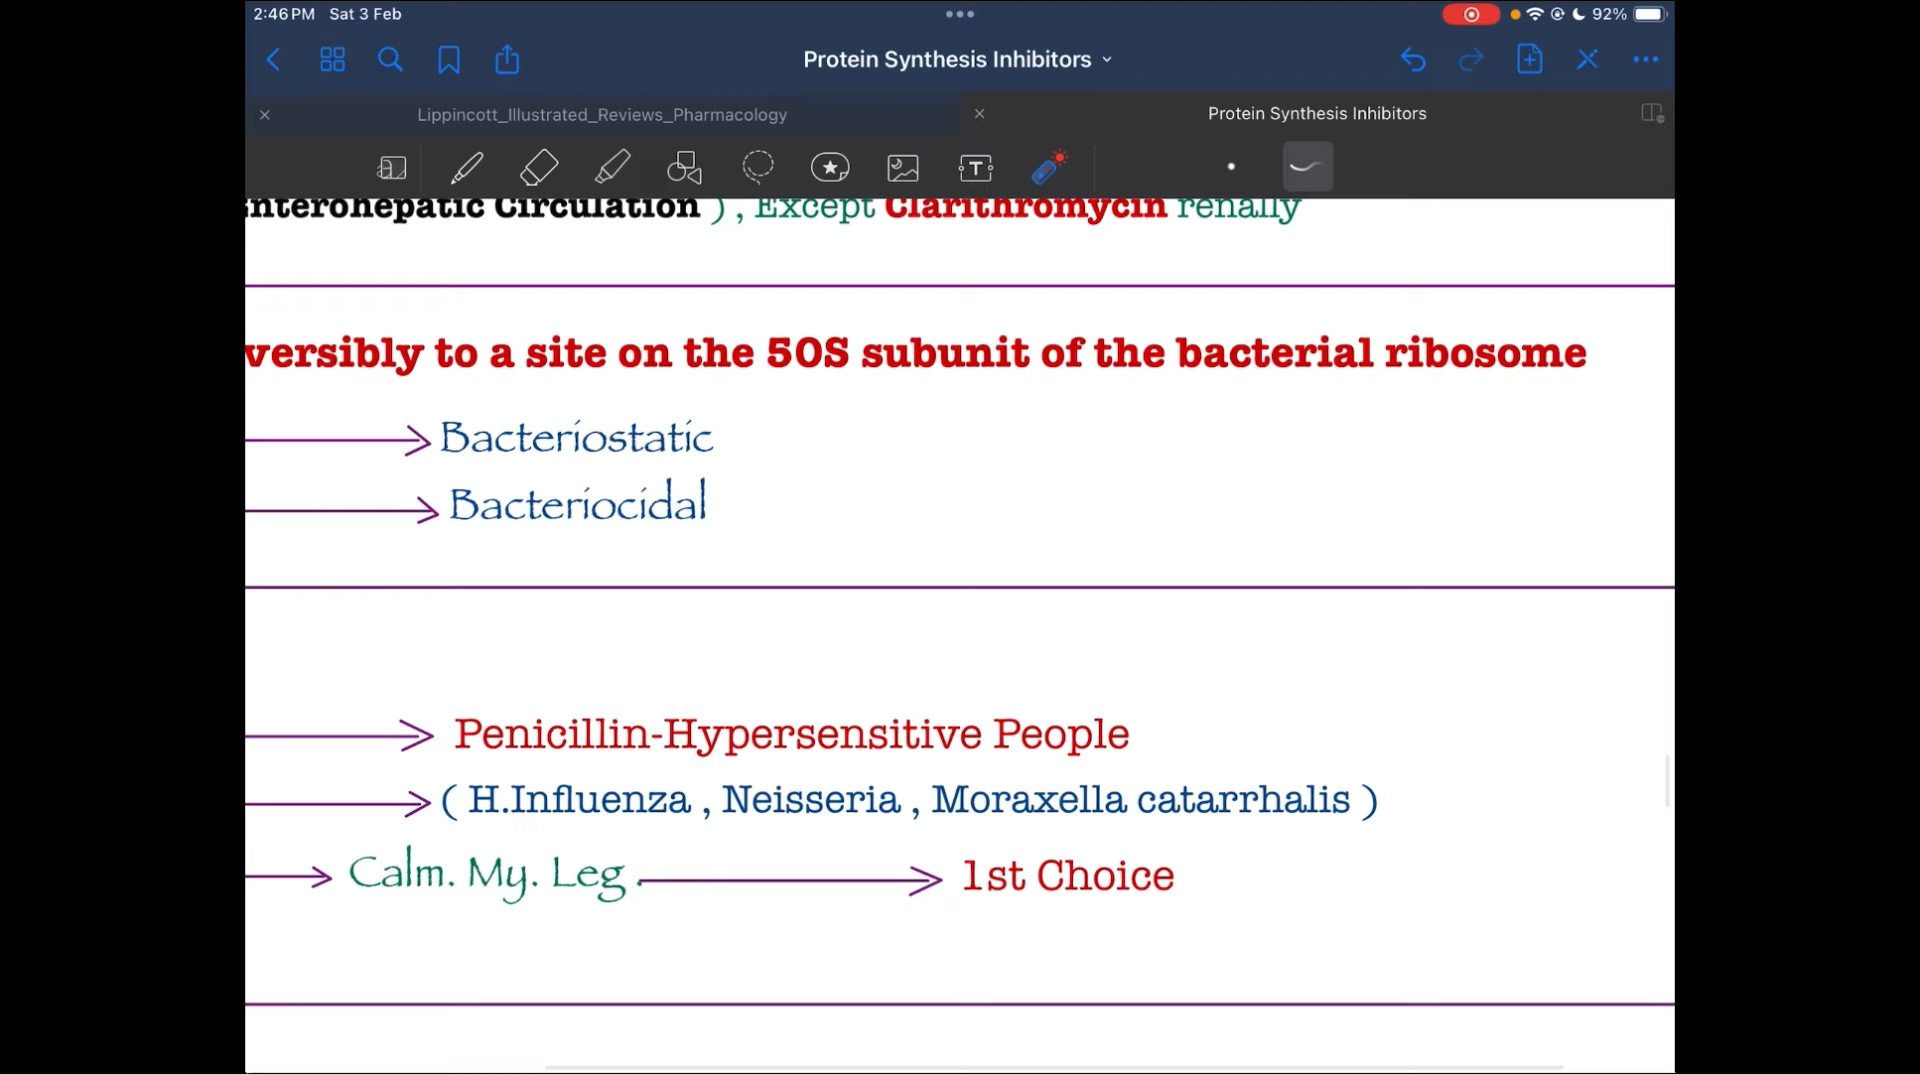 2:46 PM Sat 3 Feb
92%
Protein Synthesis Inhibitors
Lippincott_Illustrated_Reviews_Pharmacology
Protein Synthesis Inhibitors
Circulation ) , Except Clarithromycin renally
versibly to a site on the 50S subunit of the bacterial ribosome
Bacteriostatic
Bacteriocidal
Penicillin-Hypersensitive People
( H.Influenza , Neisseria , Moraxella catarrhalis )
Calm. My. Leg . 1st Choice